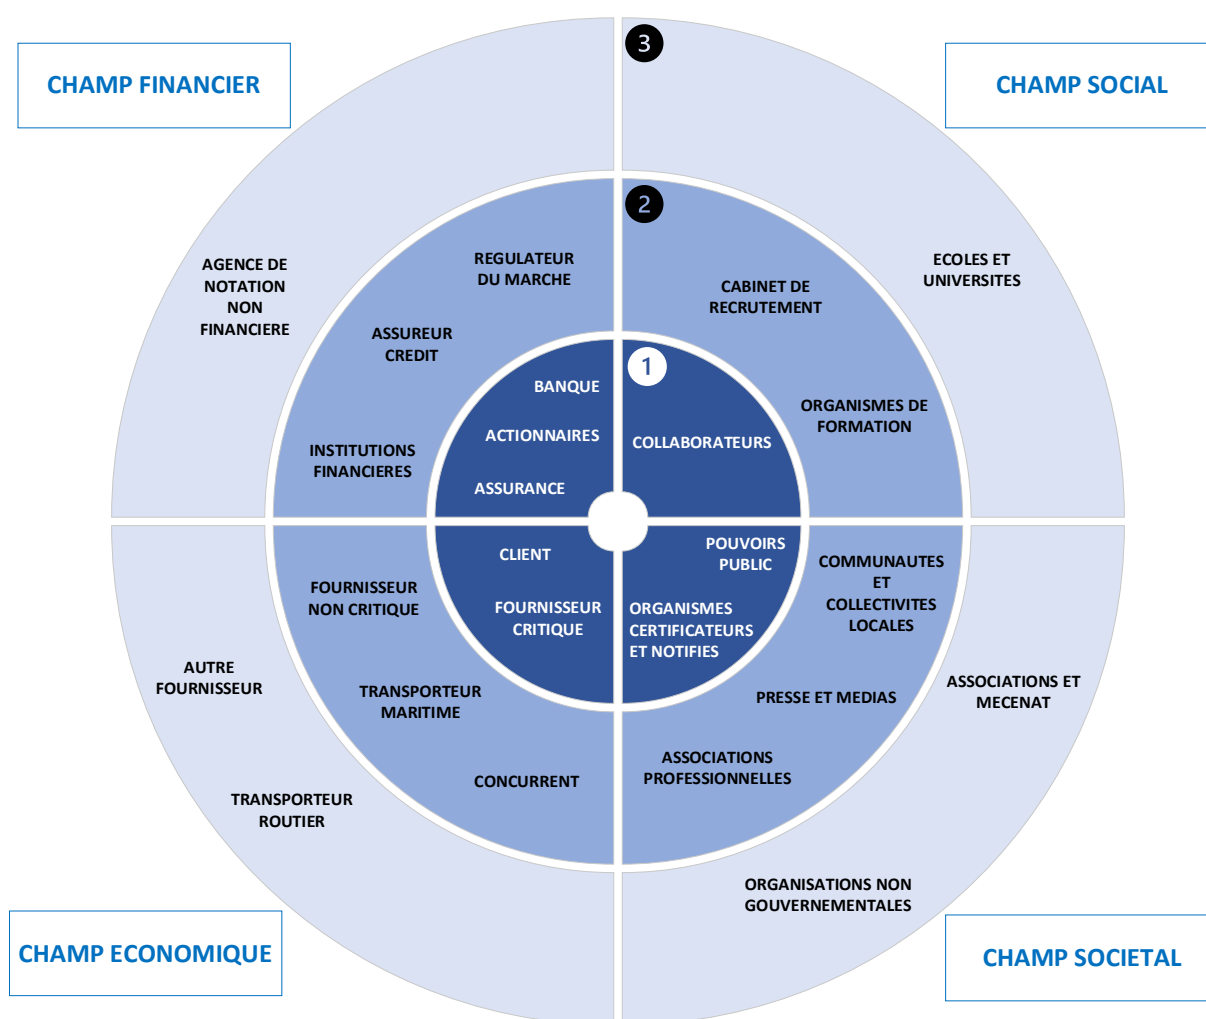 CHAMP FINANCIER
CHAMP SOCIAL
3
2
1
AGENCE DE
NOTATION
NON
FINANCIERE
REGULATEUR
DU MARCHE
ASSUREUR
CREDIT
INSTITUTIONS
FINANCIERES
BANQUE
ACTIONNAIRES
ASSURANCE
COLLABORATEURS
CABINET DE
RECRUTEMENT
ORGANISMES DE
FORMATION
ECOLES ET
UNIVERSITES
CLIENT
FOURNISSEUR
CRITIQUE
FOURNISSEUR
NON CRITIQUE
TRANSPORTEUR
MARITIME
CONCURRENT
AUTRE
FOURNISSEUR
TRANSPORTEUR
ROUTIER
POUVOIRS
PUBLIC
ORGANISMES
CERTIFICATEURS
ET NOTIFIES
COMMUNAUTES
ET
COLLECTIVITES
LOCALES
PRESSE ET MEDIAS
ASSOCIATIONS
PROFESSIONNELLES
ASSOCIATIONS ET
MECENAT
ORGANISATIONS NON
GOUVERNEMENTALES
CHAMP ECONOMIQUE
CHAMP SOCIETAL